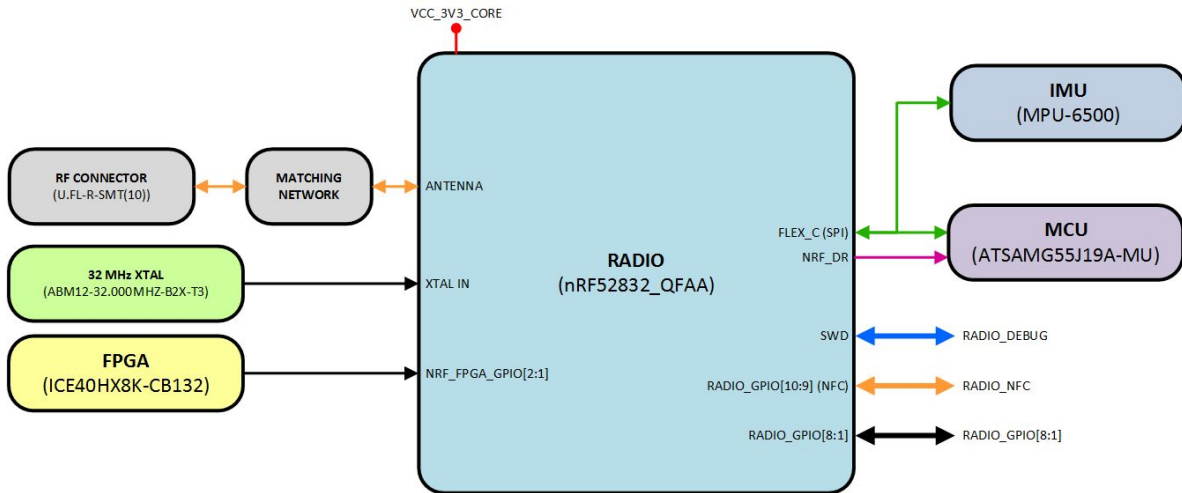 VCC_3V3_CORE
IMU
(MPU-6500)
RF CONNECTOR
(U.FL-R-SMT(10))
MATCHING
NETWORK
ANTENNA
FLEX_C (SPI)
NRF_DR
MCU
(ATSAMG55J19A-MU)
32 MHz XTAL
(ABM12-32.000MHZ-B2X-T3)
XTAL IN
RADIO
(nRF52832_QFAA)
SWD
RADIO_DEBUG
FPGA
(ICE40HX8K-CB132)
NRF_FPGA_GPIO[2:1]
RADIO_GPIO[10:9] (NFC)
RADIO_NFC
RADIO_GPIO[8:1]
RADIO_GPIO[8:1]